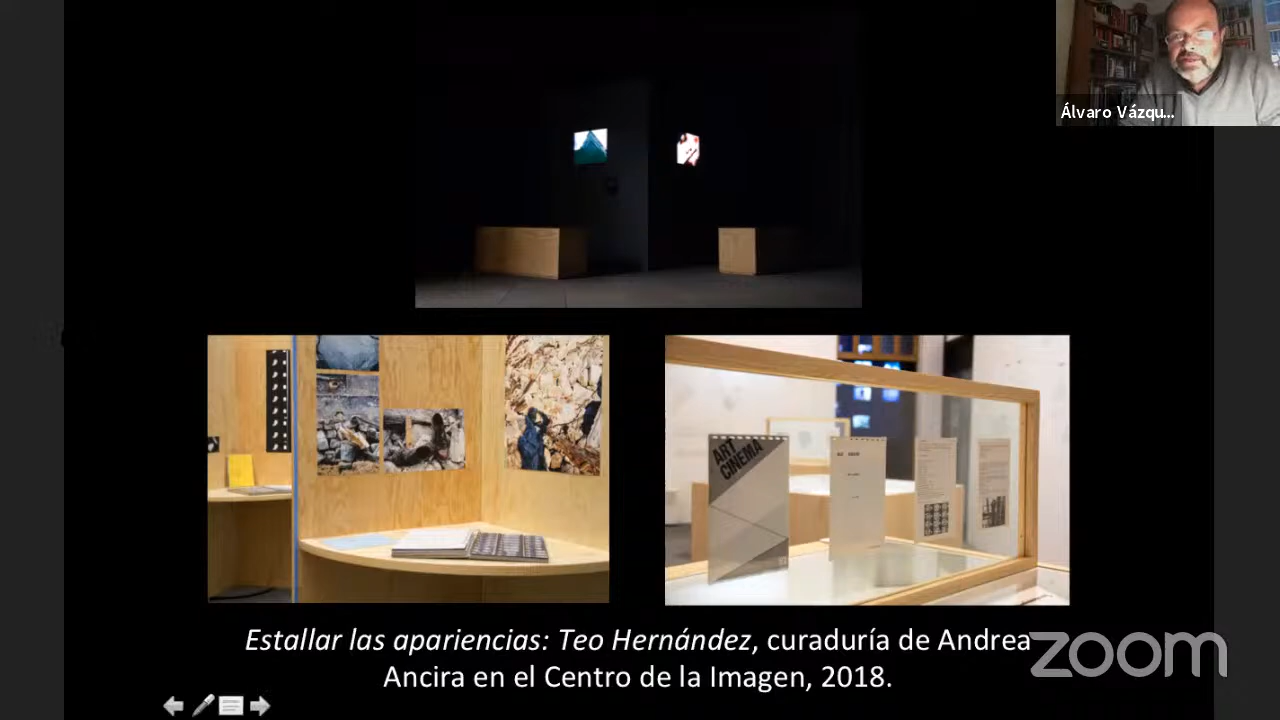 Álvaro Vázqu...
ART
CINEMA
Estallar las apariencias: Teo Hernández, curaduría de Andrea
Ancira en el Centro de la Imagen, 2018.
zoom